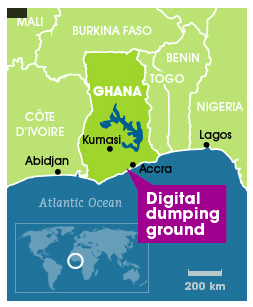 MALI
BURKINA FASO
BENIN
GHANA
TOGO
NIGERIA
CÔTE
D'IVOIRE
Kumasi
Lagos
Abidjan
Accra
Digital
dumping
ground
Atlantic Ocean
200 km